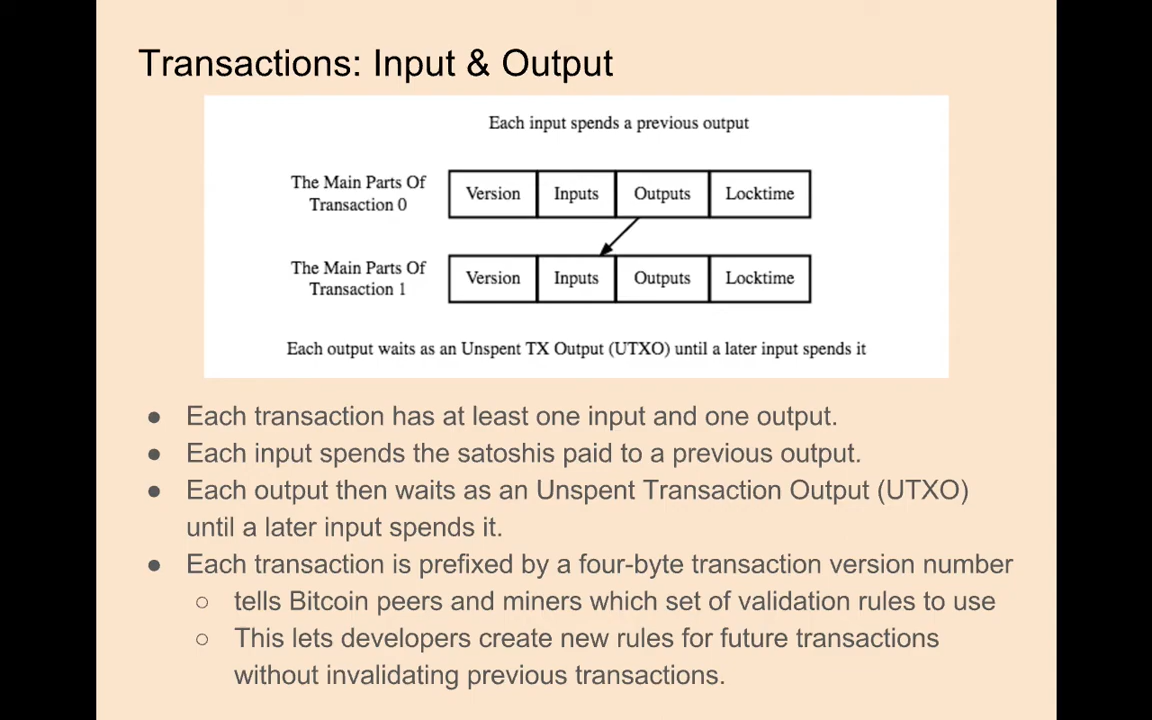 Transactions: Input & Output
Each input spends a previous output
The Main Parts Of
Transaction 0
Version Inputs Outputs Locktime
The Main Parts Of
Transaction 1
Version Inputs Outputs Locktime
Each output waits as an Unspent TX Output (UTXO) until a later input spends it
● Each transaction has at least one input and one output.
● Each input spends the satoshis paid to a previous output.
● Each output then waits as an Unspent Transaction Output (UTXO)
until a later input spends it.
● Each transaction is prefixed by a four-byte transaction version number
○ tells Bitcoin peers and miners which set of validation rules to use
○ This lets developers create new rules for future transactions
without invalidating previous transactions.